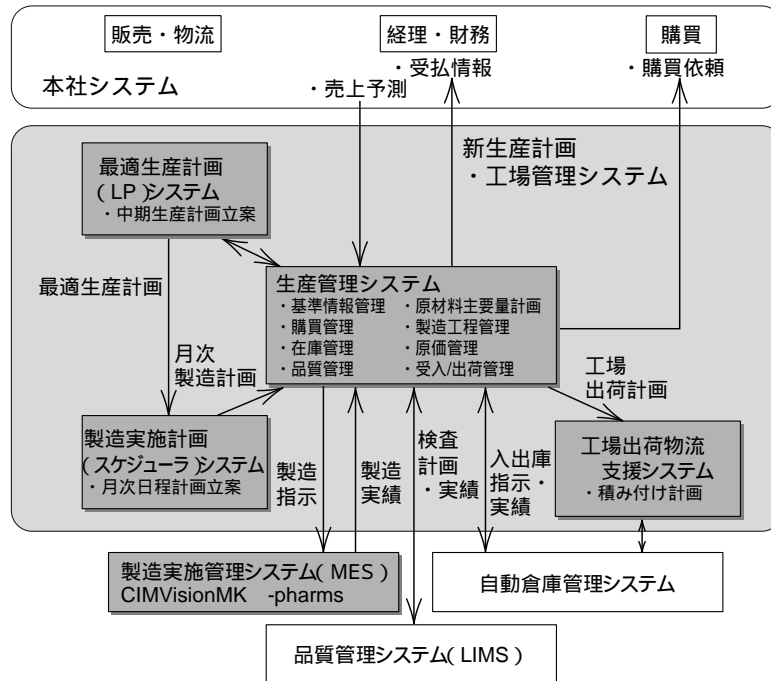 販売・物流
経理・財務
購買
本社システム
・売上予測
・受払情報
・購買依頼
新生産計画
・工場管理システム
最適生産計画
(LP)システム
・中期生産計画立案
最適生産計画
生産管理システム
・基準情報管理 ・原材料主要量計画
・購買管理 ・製造工程管理
・在庫管理 ・原価管理
・品質管理 ・受入/出荷管理
月次
製造計画
工場
出荷計画
製造実施計画
(スケジューラ)システム
・月次日程計画立案
製造
指示
製造
実績
検査
計画
・実績
入出庫
指示・
実績
工場出荷物流
支援システム
・積み付け計画
製造実施管理システム(MES)
CIMVisionMK -pharms
自動倉庫管理システム
品質管理システム(LIMS)